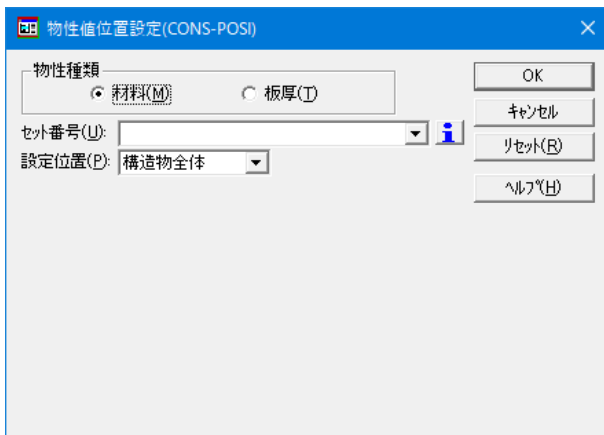 物性値位置設定(CONS-POSI)
物性種類
材料(M)
板厚(T)
OK
キャンセル
セット番号(U):
リセット(R)
設定位置(P): 構造物全体
ヘルプ(H)